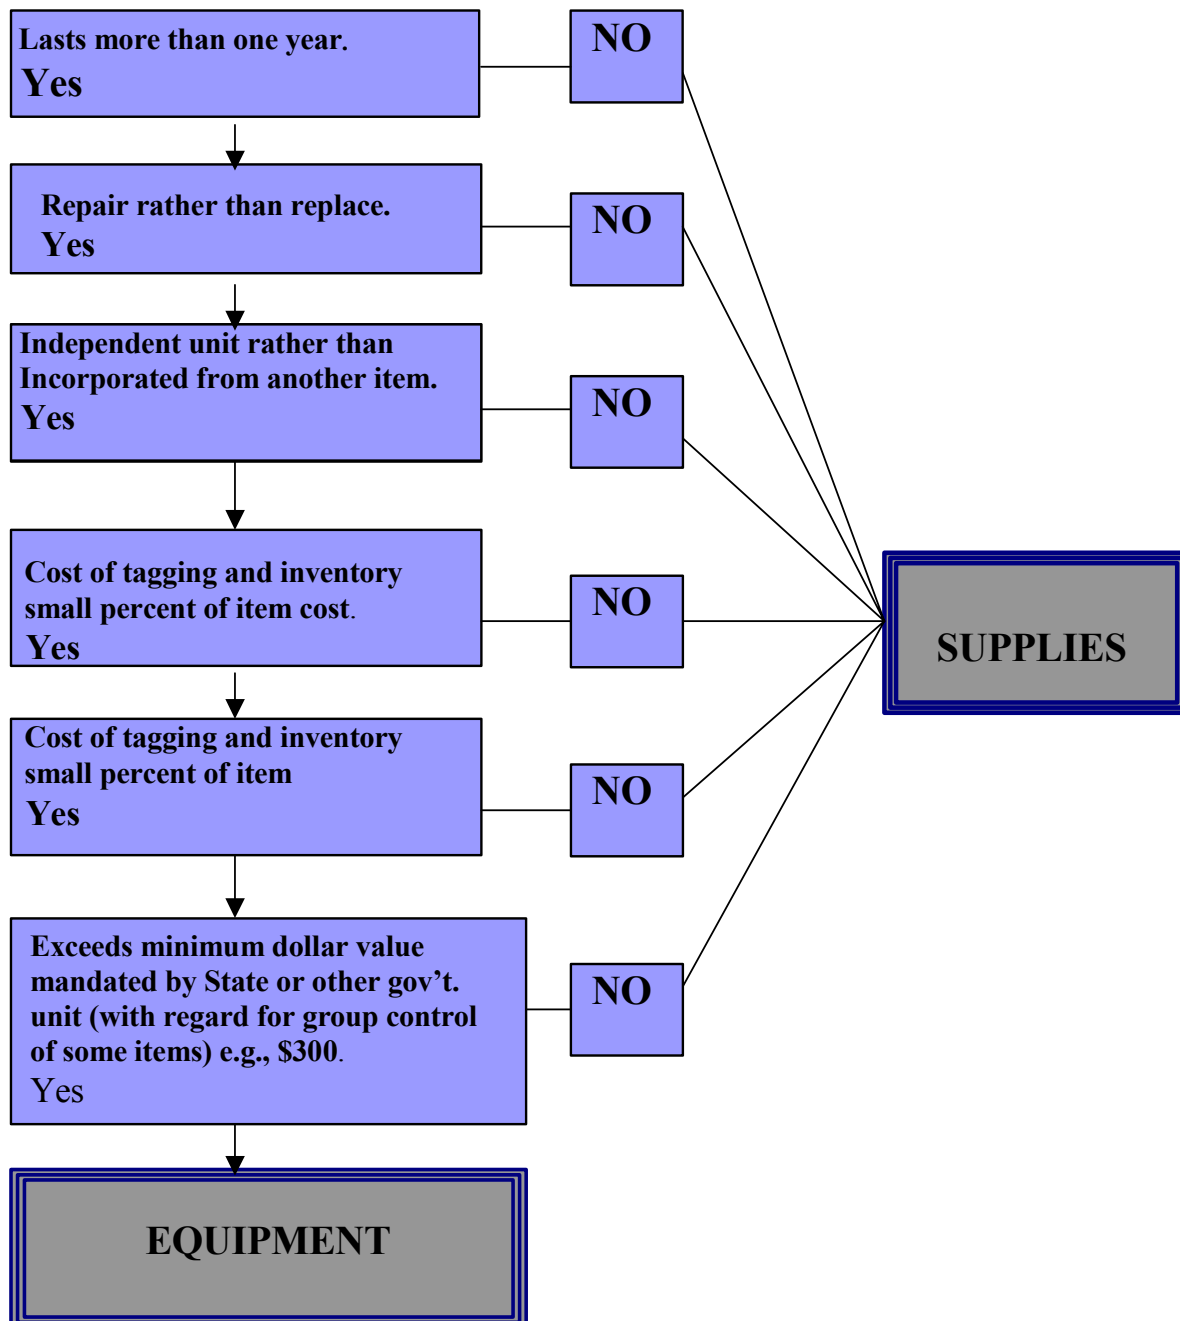 Lasts more than one year.
Yes
NO
Repair rather than replace.
Yes
NO
Independent unit rather than
Incorporated from another item.
Yes
NO
Cost of tagging and inventory
small percent of item cost.
Yes
NO
SUPPLIES
Cost of tagging and inventory
small percent of item
Yes
NO
Exceeds minimum dollar value
mandated by State or other gov’t.
unit (with regard for group control
of some items) e.g., $300.
Yes
NO
EQUIPMENT